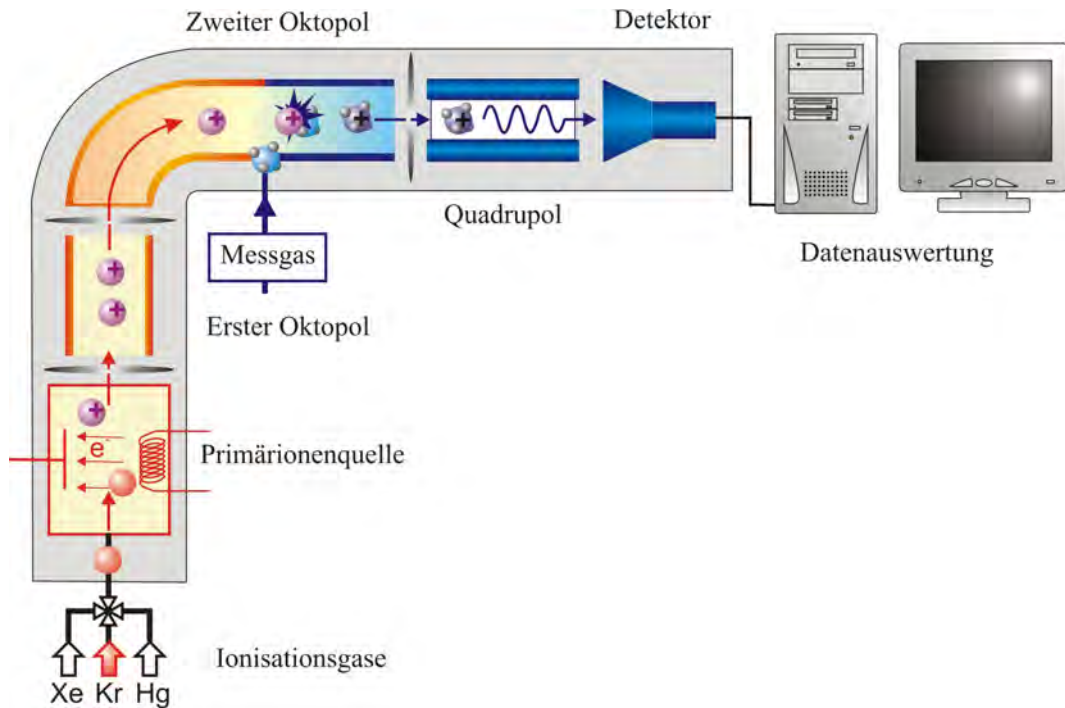 Zweiter Oktopol
Detektor
Quadrupol
Messgas
Datenauswertung
Erster Oktopol
e-
Primärionenquelle
Ionisationsgase
Xe Kr Hg
+
+
+
+
+
+
+
+